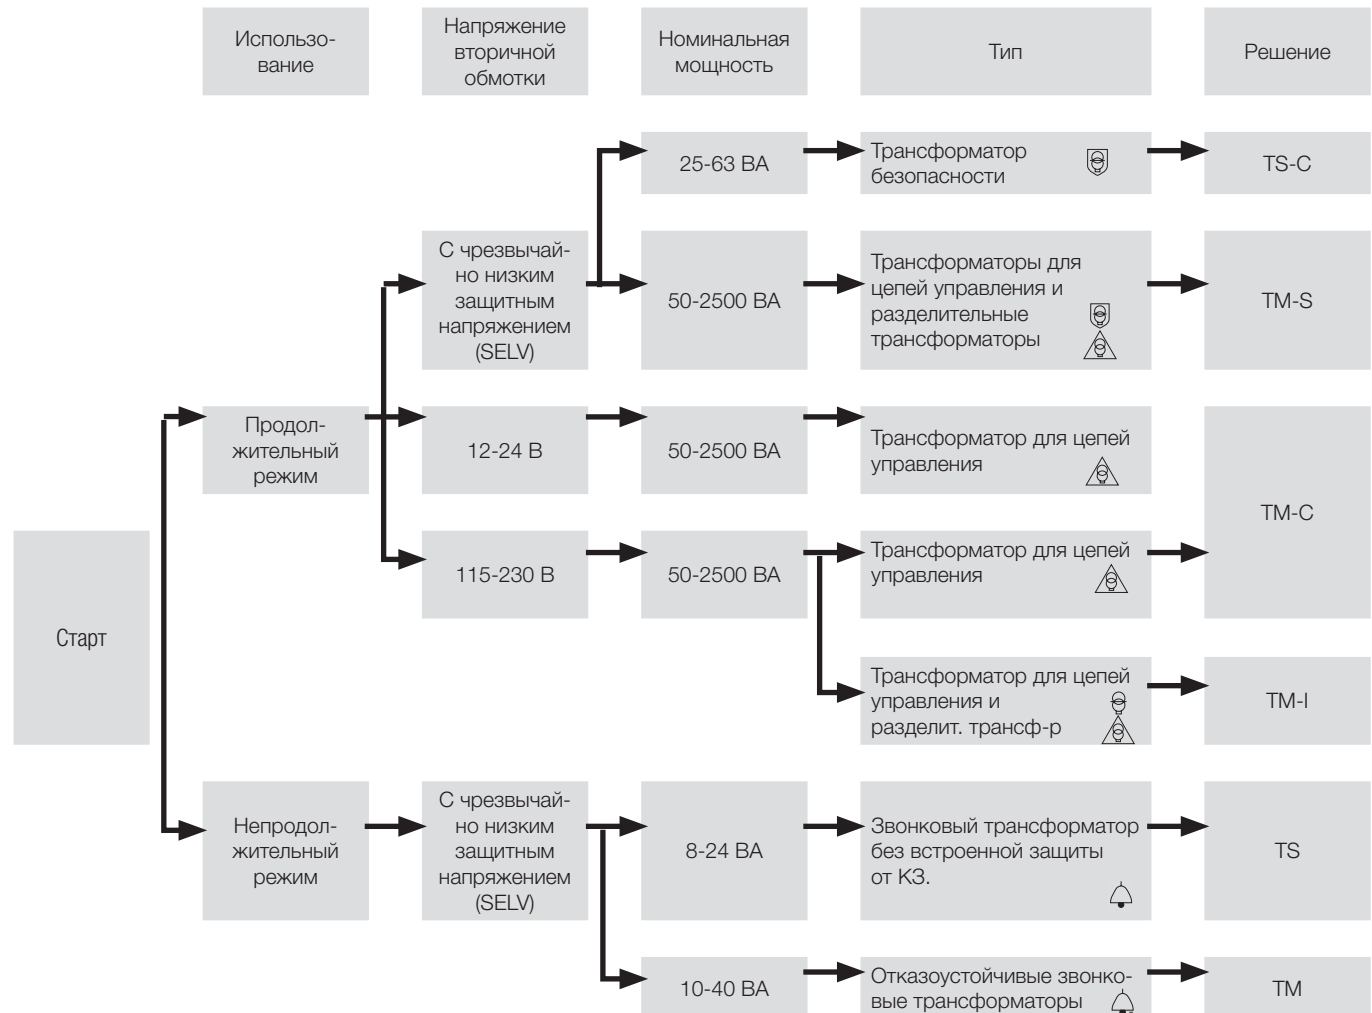 Использо-
вание
Напряжение
вторичной
обмотки
Номинальная
мощность
Тип
Решение
25-63 ВА
Трансформатор
безопасности
TS-C
С чрезвычай-
но низким
защитным
напряжением
(SELV)
50-2500 ВА
Трансформаторы для
цепей управления и
разделительные
трансформаторы
TM-S
Продол-
жительный
режим
12-24 В
50-2500 ВА
Трансформатор для цепей
управления
TM-C
115-230 В
50-2500 ВА
Трансформатор для цепей
управления
Старт
Трансформатор для цепей
управления и
разделит. трансф-р
TM-I
Непродол-
жительный
режим
С чрезвычай-
но низким
защитным
напряжением
(SELV)
8-24 ВА
Звонковый трансформатор
без встроенной защиты
от КЗ.
TS
10-40 ВА
Отказоустойчивые звонко-
вые трансформаторы
TM